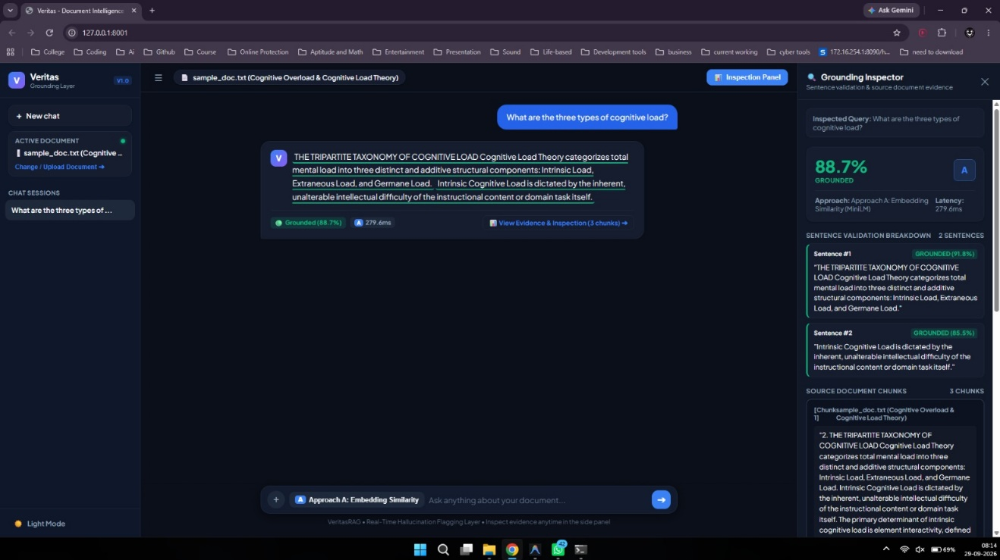 Veritas - Document Intelligence
Ask Gemini
127.0.0.1:8001
College
Coding
Ai
Github
Course
Online Protection
Aptitude and Math
Entertainment
Presentation
Sound
Life-based
Development tools
business
current working
cyber tools
172.16.254.1:8090/h...
need to download
V
Veritas
Grounding Layer
V1.0
+ New chat
ACTIVE DOCUMENT
sample_doc.txt (Cognitive ...
Change / Upload Document →
CHAT SESSIONS
What are the three types of ...
Light Mode
sample_doc.txt (Cognitive Overload & Cognitive Load Theory)
Inspection Panel
What are the three types of cognitive load?
V
THE TRIPARTITE TAXONOMY OF COGNITIVE LOAD Cognitive Load Theory categorizes total
mental load into three distinct and additive structural components: Intrinsic Load,
Extraneous Load, and Germane Load. Intrinsic Cognitive Load is dictated by the inherent,
unalterable intellectual difficulty of the instructional content or domain task itself.
Grounded (88.7%)
A 279.6ms
View Evidence & Inspection (3 chunks) →
+
A Approach A: Embedding Similarity
Ask anything about your document...
VeritasRAG • Real-Time Hallucination Flagging Layer • Inspect evidence anytime in the side panel
Grounding Inspector
Sentence validation & source document evidence
Inspected Query: What are the three types of
cognitive load?
88.7%
GROUNDED
A
Approach: Approach A: Embedding
Similarity (MiniLM)
Latency:
279.6ms
SENTENCE VALIDATION BREAKDOWN 2 SENTENCES
Sentence #1 GROUNDED (91.8%)
"THE TRIPARTITE TAXONOMY OF COGNITIVE
LOAD Cognitive Load Theory categorizes total
mental load into three distinct and additive
structural components: Intrinsic Load, Extraneous
Load, and Germane Load."
Sentence #2 GROUNDED (85.5%)
"Intrinsic Cognitive Load is dictated by the
inherent, unalterable intellectual difficulty of the
instructional content or domain task itself."
SOURCE DOCUMENT CHUNKS 3 CHUNKS
[Chunk sample_doc.txt (Cognitive Overload &
1] Cognitive Load Theory)
"2. THE TRIPARTITE TAXONOMY OF
COGNITIVE LOAD Cognitive Load Theory
categorizes total mental load into three
distinct and additive structural components:
Intrinsic Load, Extraneous Load, and Germane
Load. Intrinsic Cognitive Load is dictated by
the inherent, unalterable intellectual difficulty
of the instructional content or domain task
itself. The primary determinant of intrinsic
cognitive load is element interactivity, defined
42
69%
08:14
29-09-2026